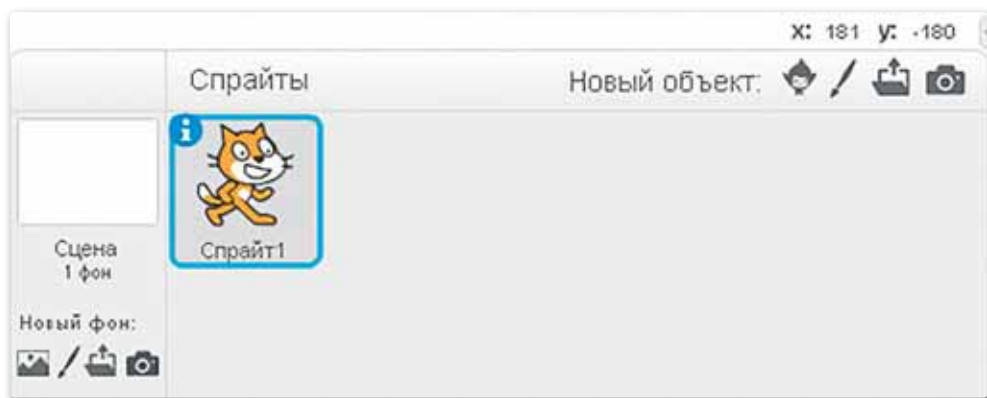 x: 181 y: -180
Спрайты
Новый объект:
Спрайт1
Сцена
1 фон
Новый фон: